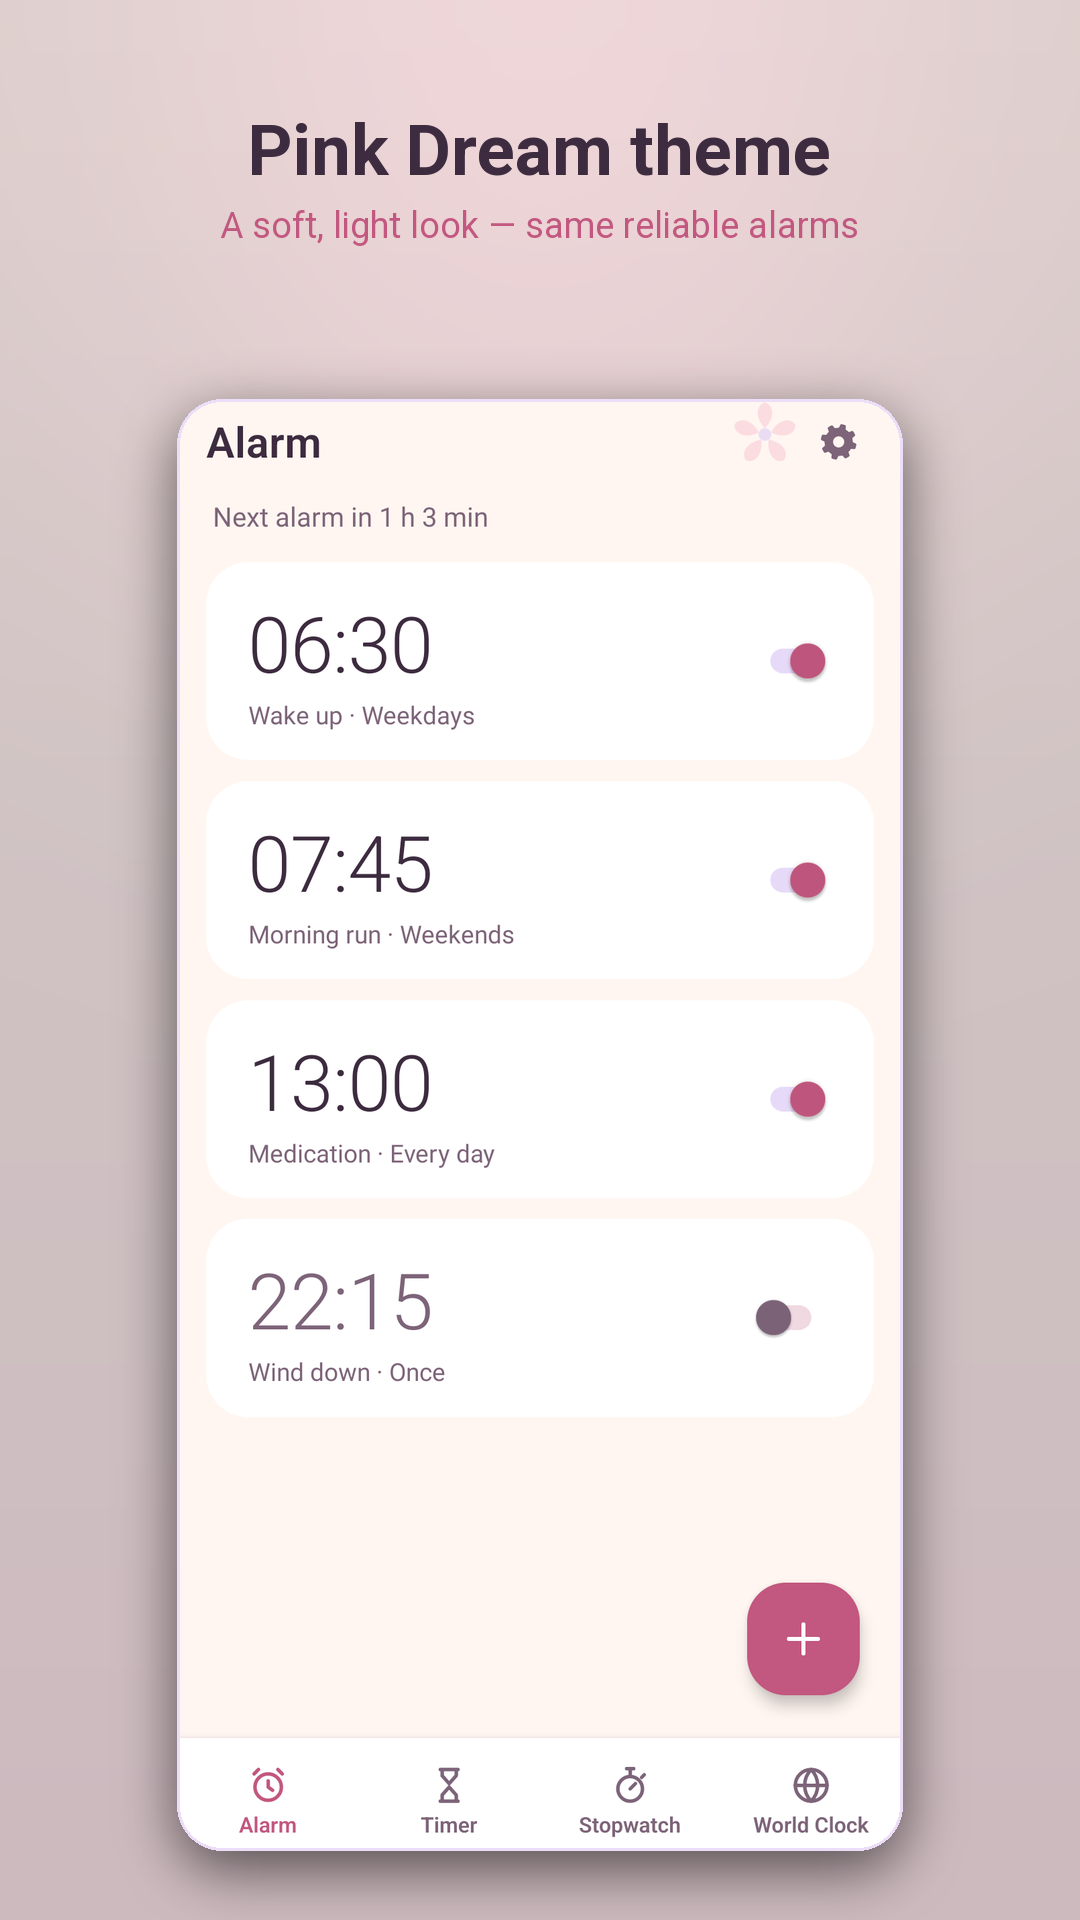 Pink Dream theme
A soft, light look — same reliable alarms
Alarm
Next alarm in 1 h 3 min
06:30
Wake up · Weekdays
07:45
Morning run · Weekends
13:00
Medication · Every day
22:15
Wind down · Once
Alarm
Timer
Stopwatch
World Clock